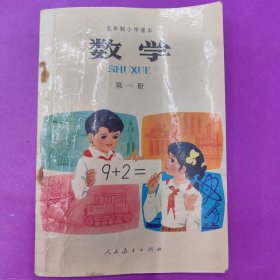 五年制小学课本
数学
SHUXUE
第一册
9+2=
人民教育出版社